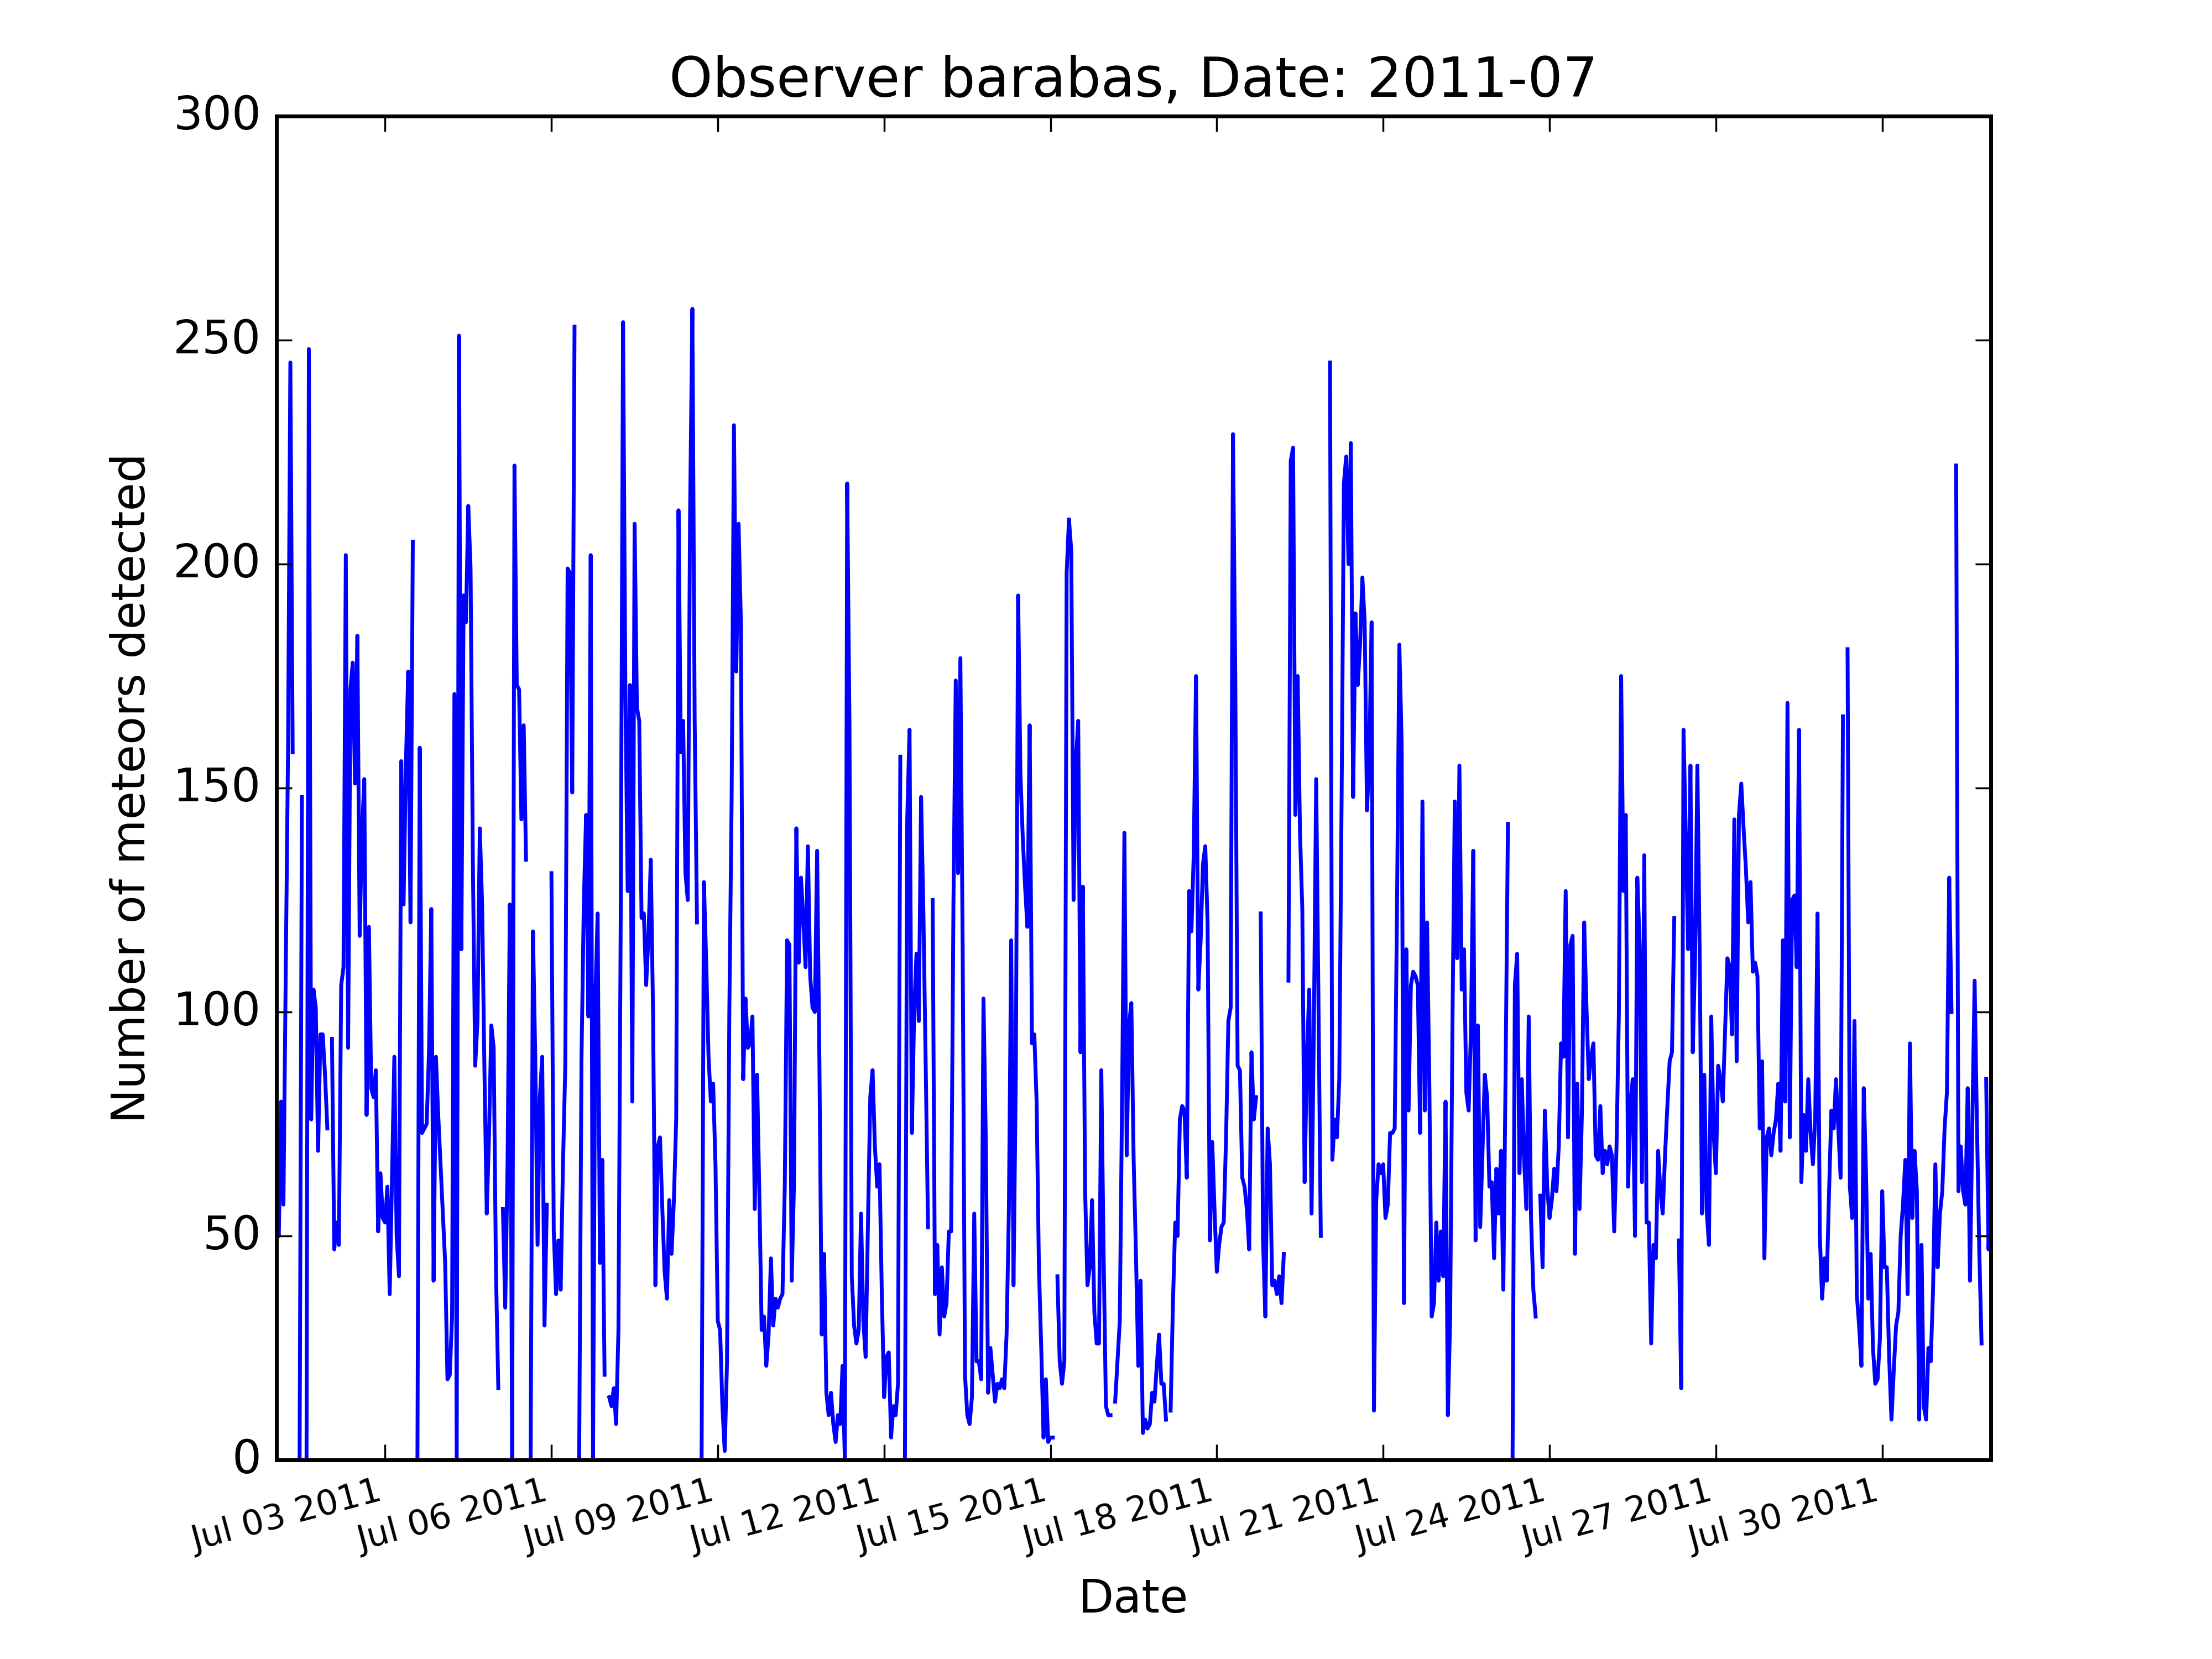 Observer barabas, Date: 2011-07
300
250
200
150
100
50
0
Number of meteors detected
Jul 03 2011
Jul 06 2011
Jul 09 2011
Jul 12 2011
Jul 15 2011
Jul 18 2011
Jul 21 2011
Jul 24 2011
Jul 27 2011
Jul 30 2011
Date